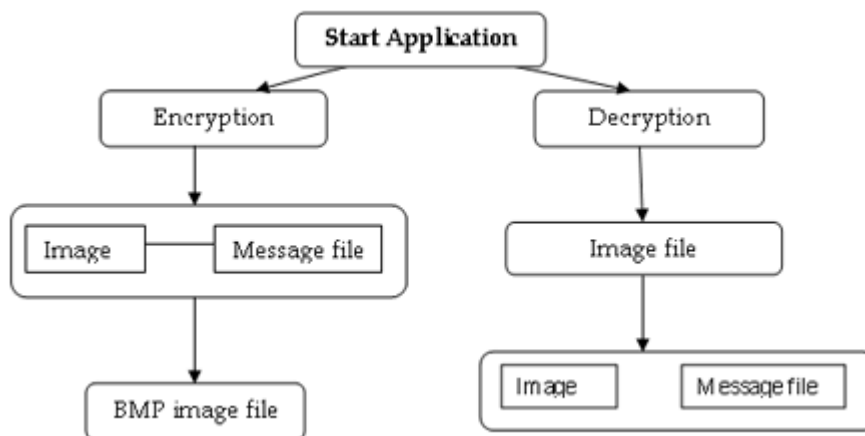 Start Application
Encryption
Decryption
Image
Message file
Image file
BMP image file
Image
Message file